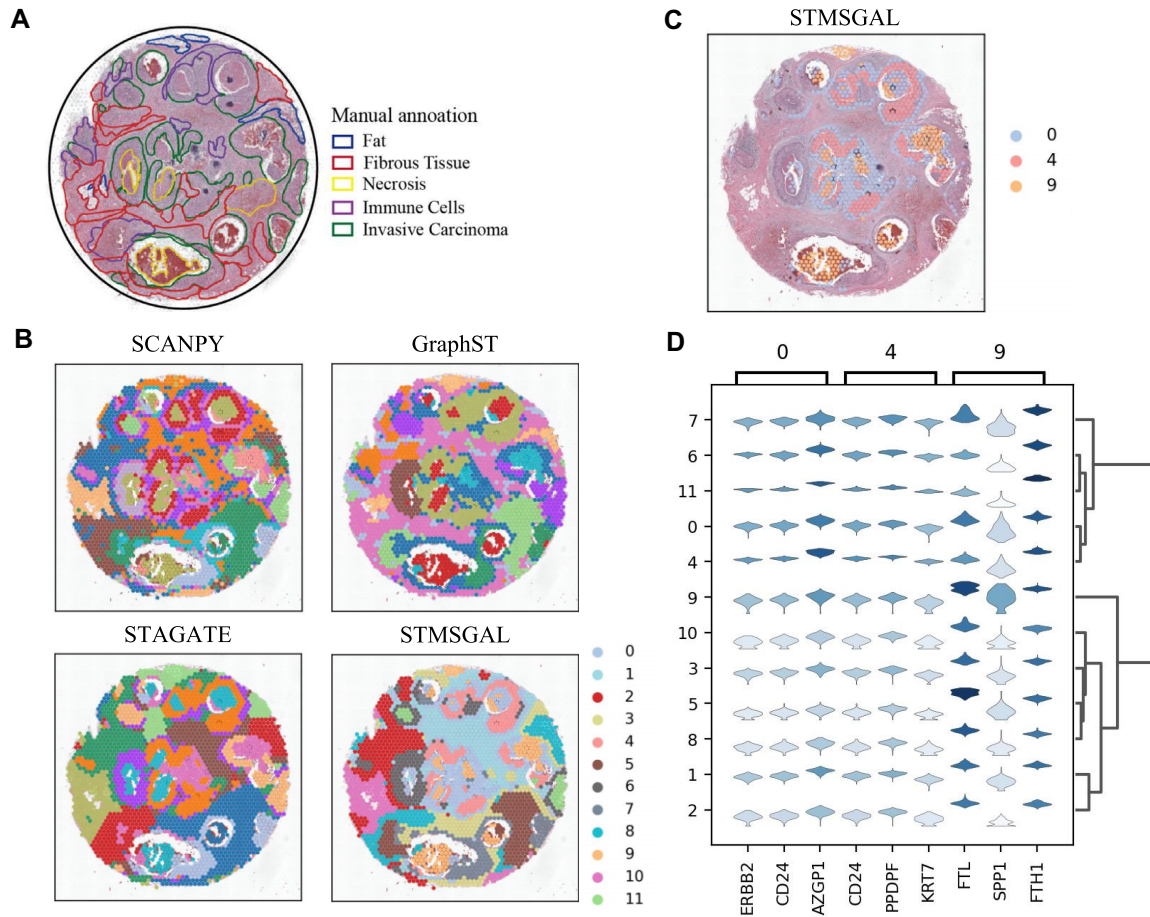 A
Manual annoation
Fat
Fibrous Tissue
Necrosis
Immune Cells
Invasive Carcinoma
C
STMSGAL
0
4
9
B
SCANPY
GraphST
STAGATE
STMSGAL
0
1
2
3
4
5
6
7
8
9
10
11
D
0 4 9
7
6
11
0
4
9
10
3
5
8
1
2
ERBB2 CD24 AZGP1 CD24 PPDPF KRT7 FTL SPP1 FTH1